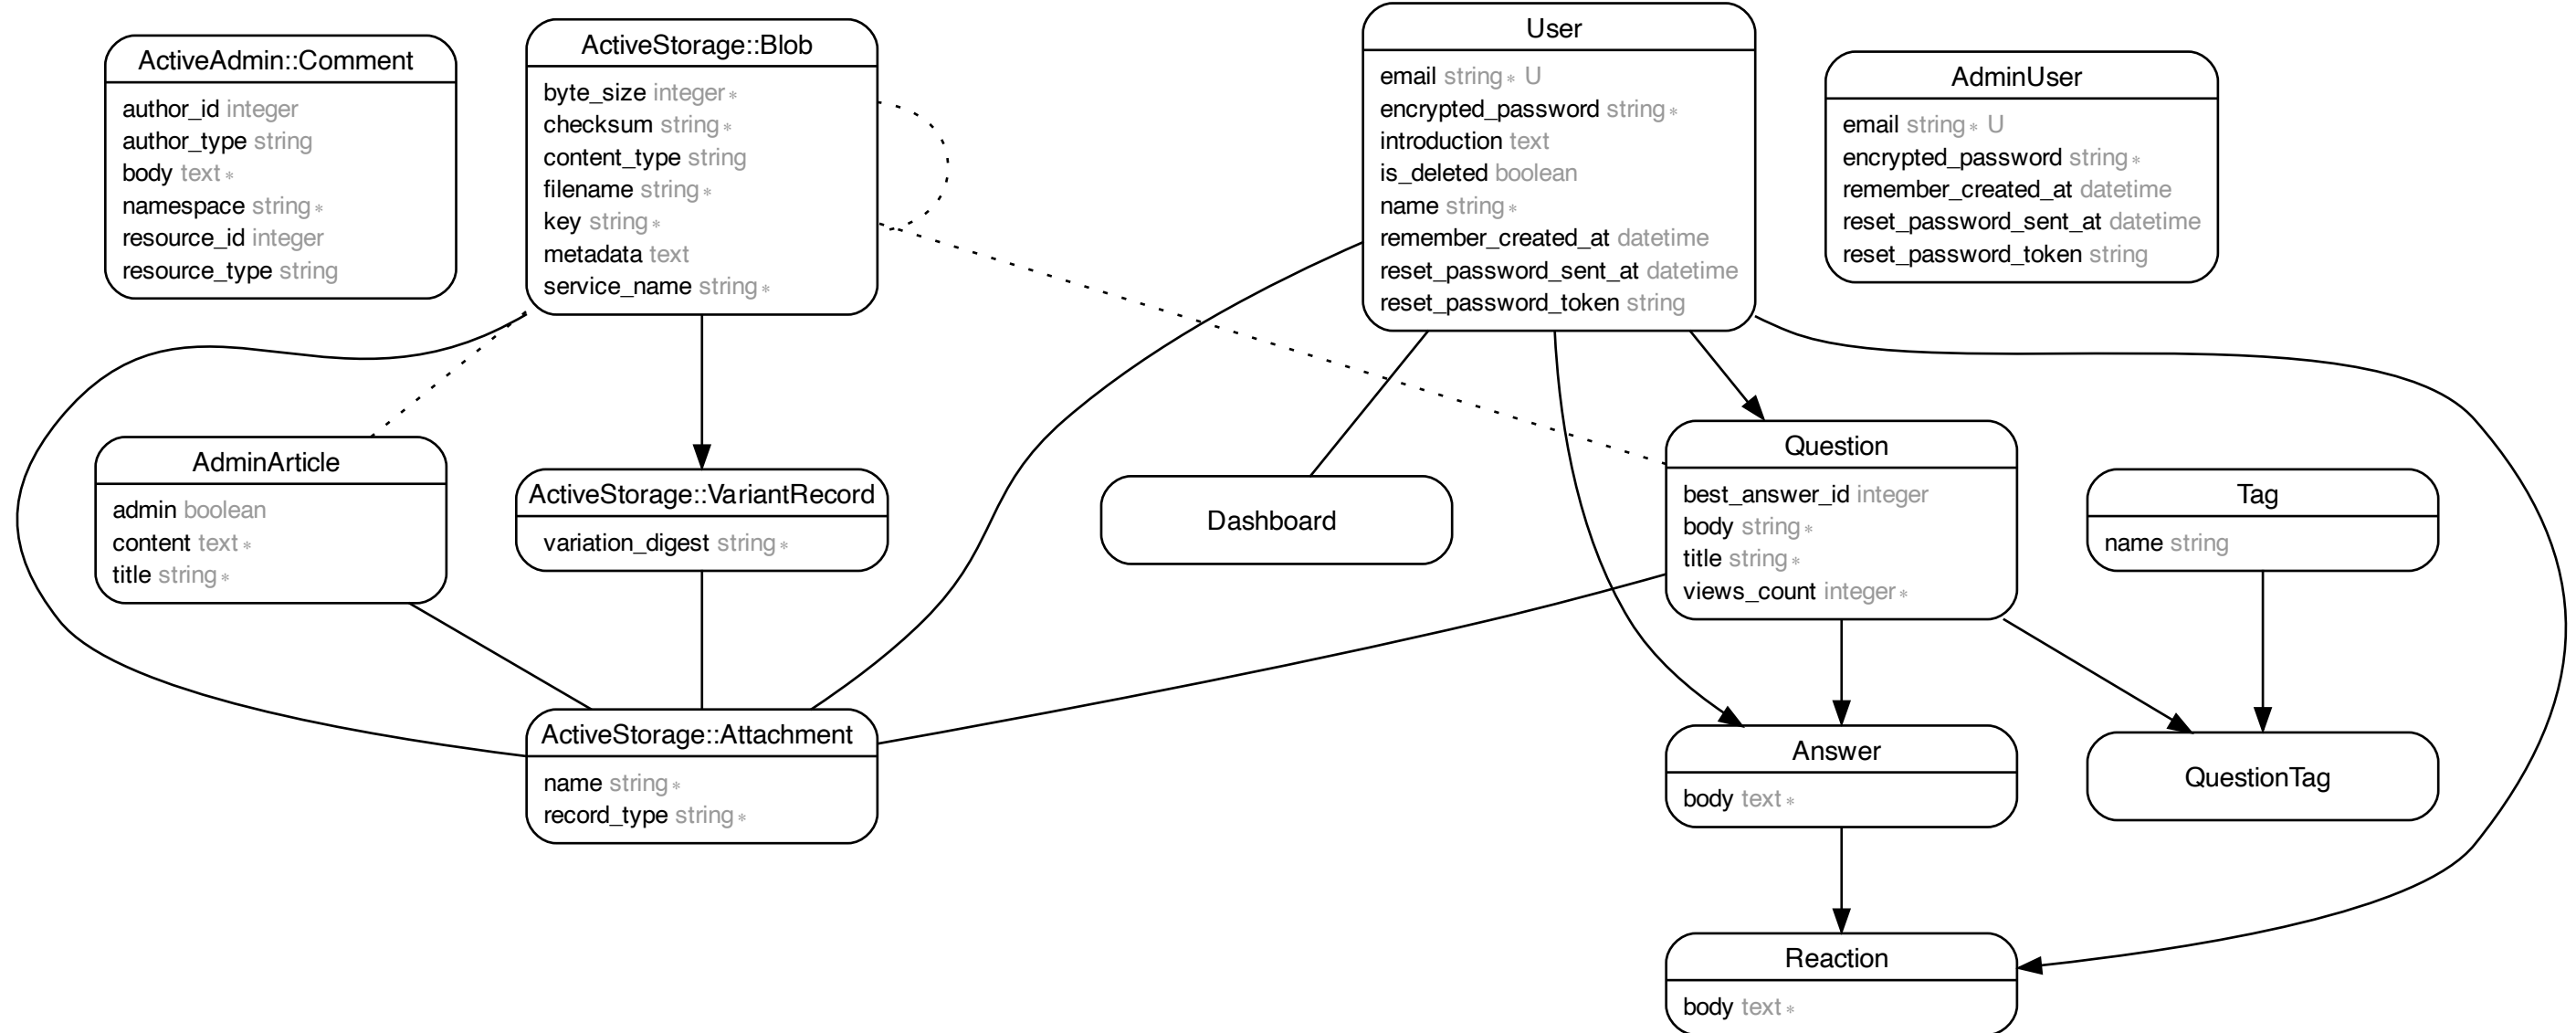 ActiveAdmin::Comment
author_id integer
author_type string
body text *
namespace string *
resource_id integer
resource_type string
ActiveStorage::Blob
byte_size integer *
checksum string *
content_type string
filename string *
key string *
metadata text
service_name string *
User
email string * U
encrypted_password string *
introduction text
is_deleted boolean
name string *
remember_created_at datetime
reset_password_sent_at datetime
reset_password_token string
AdminUser
email string * U
encrypted_password string *
remember_created_at datetime
reset_password_sent_at datetime
reset_password_token string
AdminArticle
admin boolean
content text *
title string *
ActiveStorage::VariantRecord
variation_digest string *
Dashboard
Question
best_answer_id integer
body string *
title string *
views_count integer *
Tag
name string
ActiveStorage::Attachment
name string *
record_type string *
Answer
body text *
QuestionTag
Reaction
body text *